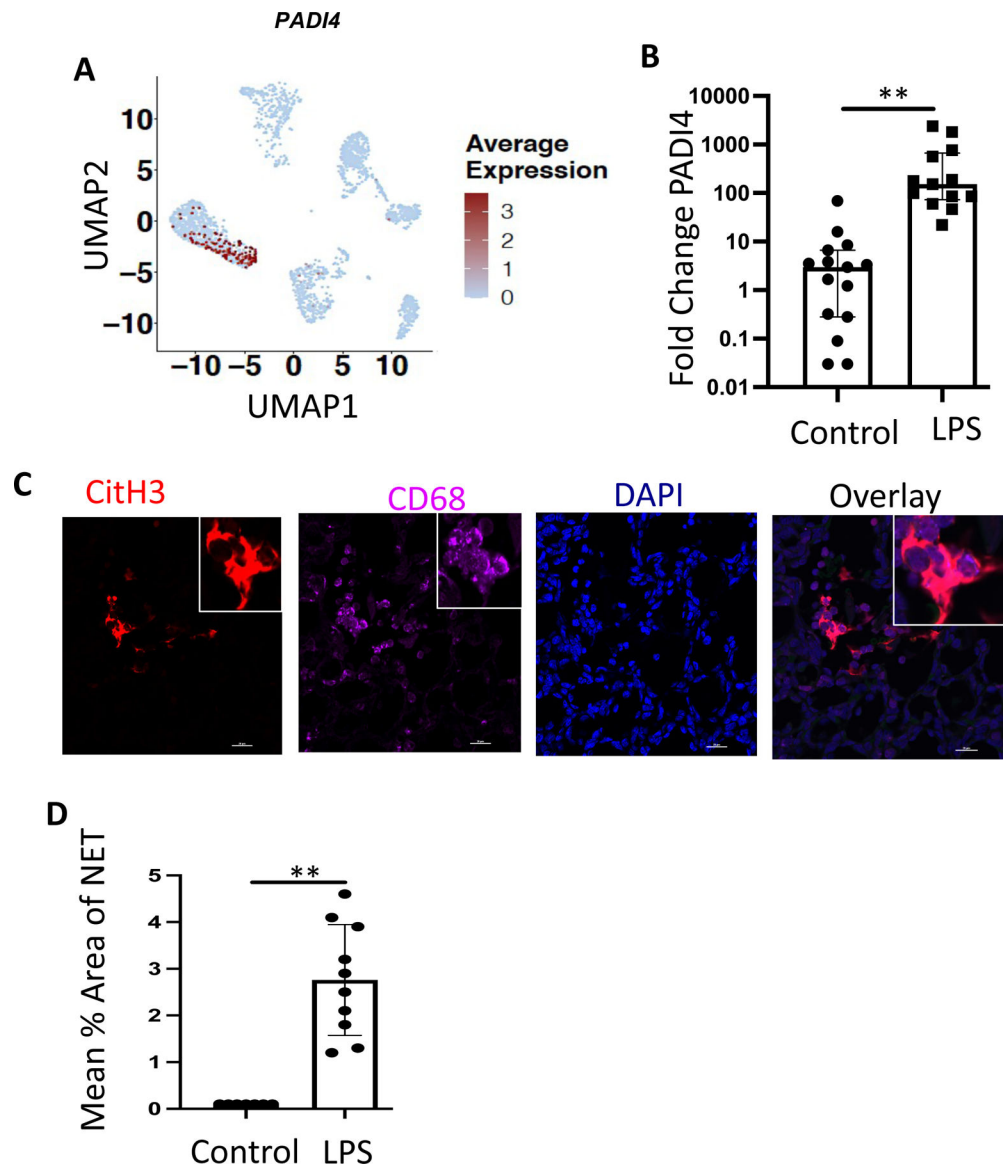 PADI4
A
UMAP2
10
5
0
−5
−10
−10 −5 0 5 10
UMAP1
Average
Expression
3
2
1
0
B
**
Fold Change PADI4
10000
1000
100
10
1
0.1
0.01
Control LPS
C
CitH3 CD68 DAPI Overlay
D
**
Mean % Area of NET
5
4
3
2
1
0
Control LPS